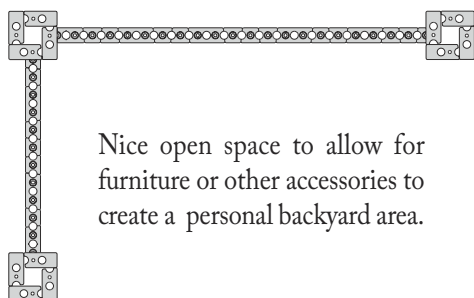 Nice open space to allow for
furniture or other accessories to
create a personal backyard area.